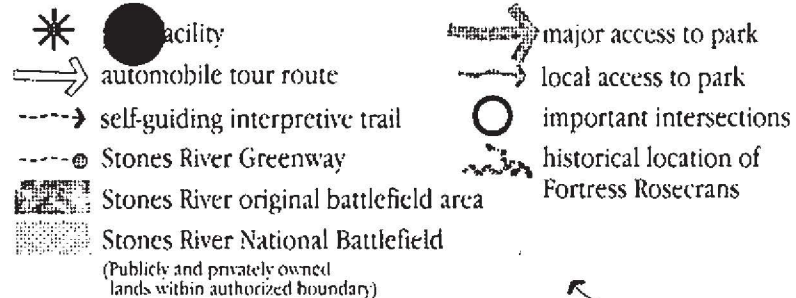 acility
automobile tour route
self-guiding interpretive trail
Stones River Greenway
Stones River original battlefield area
Stones River National Battlefield
(Publicly and privately owned
lands within authorized boundary)
major access to park
local access to park
important intersections
historical location of
Fortress Rosecrans